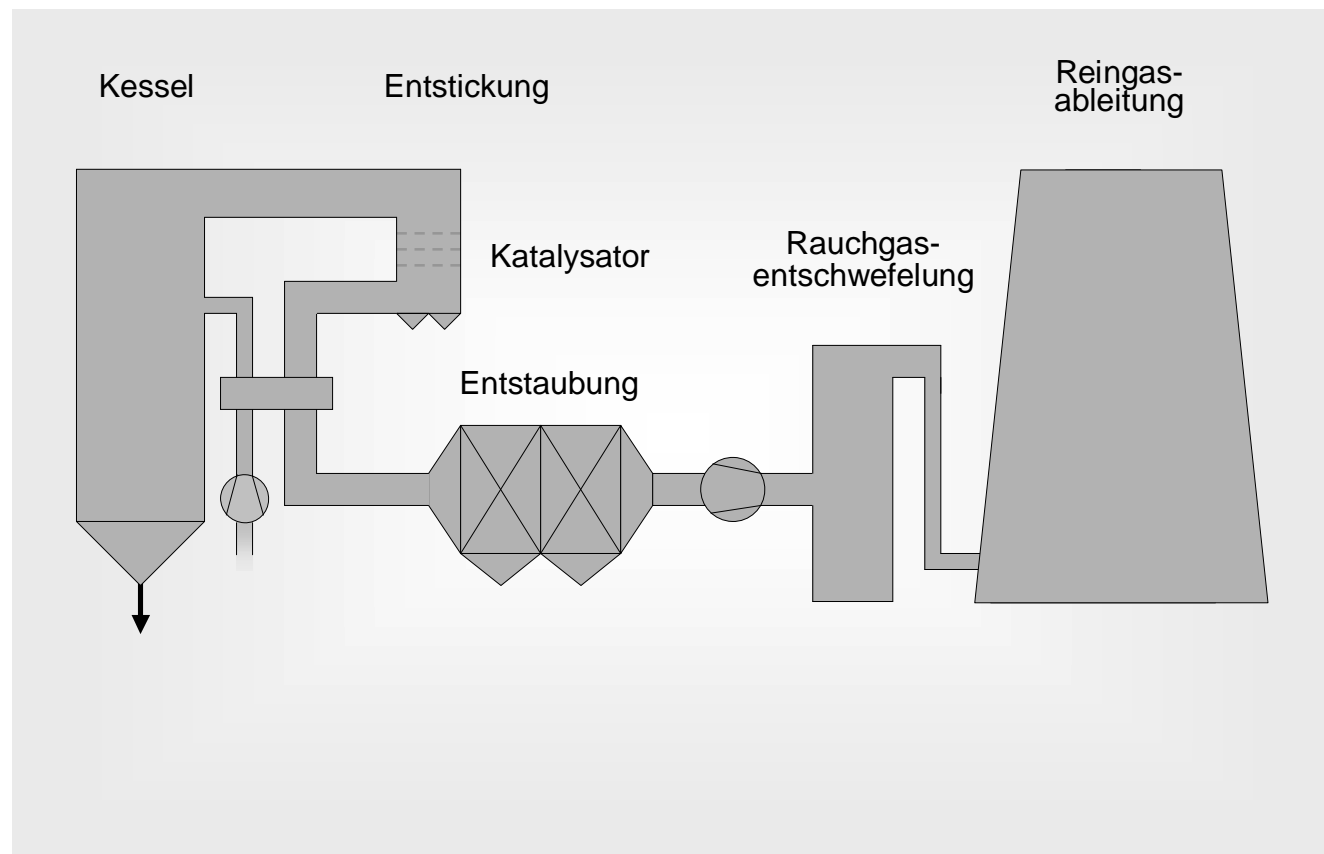 Kessel
Entstickung
Reingas-
ableitung
Katalysator
Rauchgas-
entschwefelung
Entstaubung